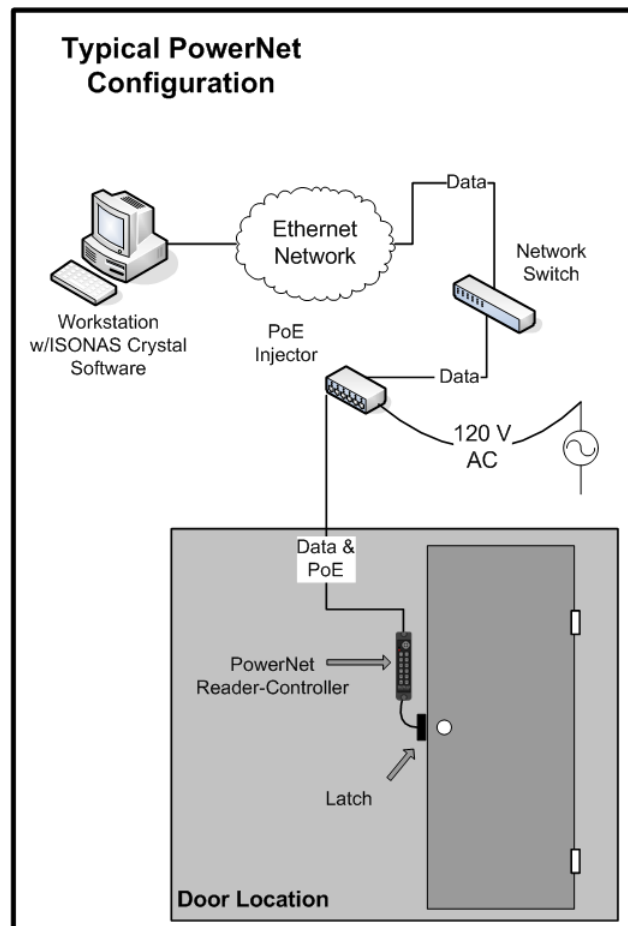 Typical PowerNet
Configuration
Data
Ethernet
Network
Network
Switch
Workstation
w/ISONAS Crystal
Software
PoE
Injector
Data
120 V
AC
Data &
PoE
PowerNet
Reader-Controller
Latch
Door Location